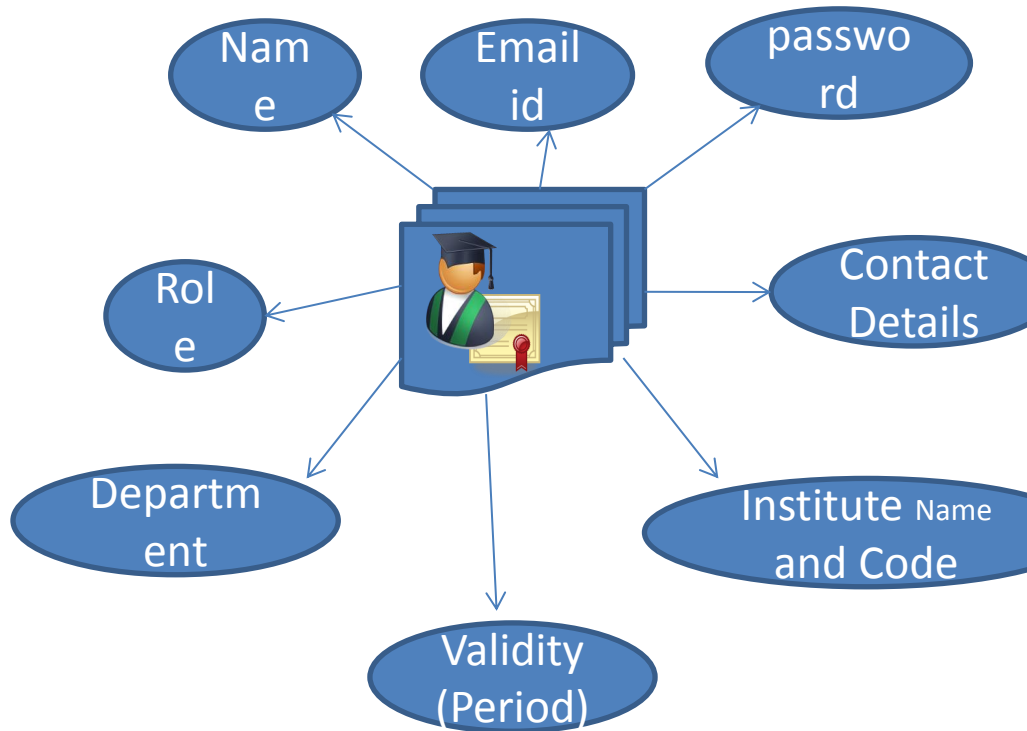 Nam
e
Email
id
passwo
rd
Contact
Details
Rol
e
Departm
ent
Institute Name
and Code
Validity
(Period)